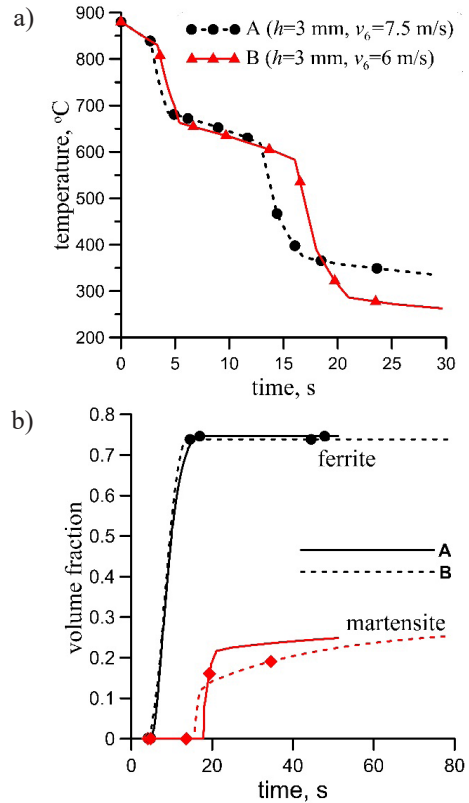 a)
A (h=3 mm, v₆=7.5 m/s)
B (h=3 mm, v₆=6 m/s)
900
800
700
600
500
400
300
200
temperature, °C
0
5
10
15
20
25
30
time, s
b)
0.8
0.7
0.6
0.5
0.4
0.3
0.2
0.1
0
volume fraction
ferrite
A
B
martensite
0
20
40
60
80
time, s